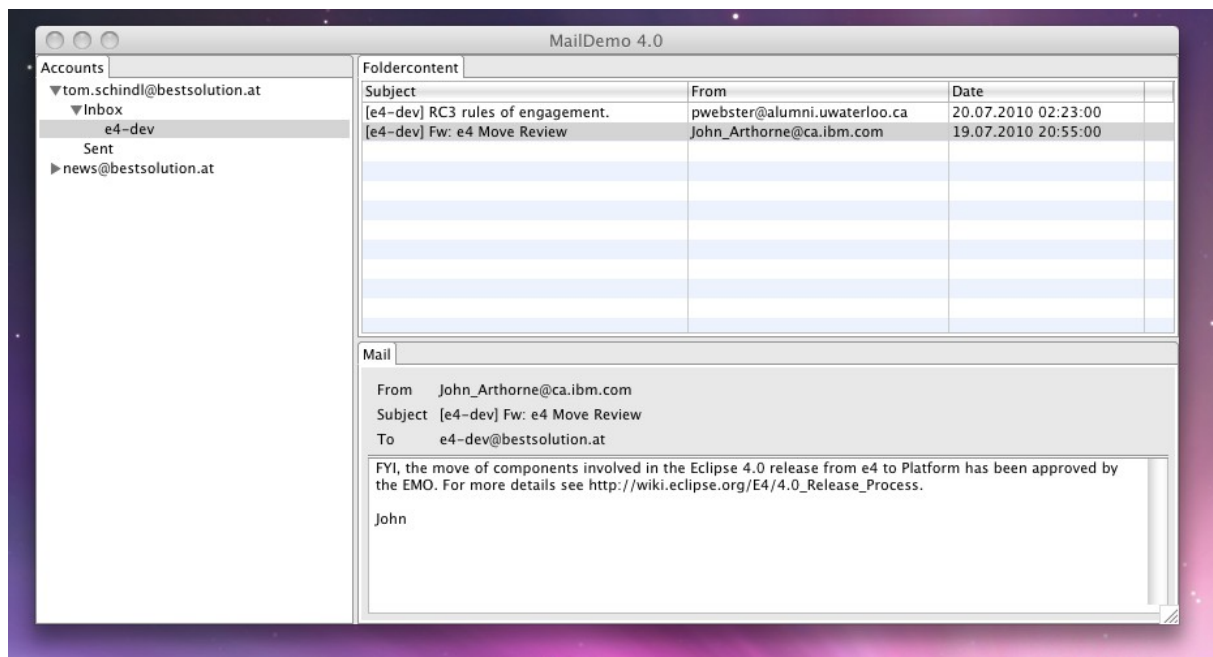 MailDemo 4.0
Accounts
tom.schindl@bestsolution.at
Inbox
e4-dev
Sent
news@bestsolution.at
Foldercontent
Subject From Date
[e4-dev] RC3 rules of engagement. pwebster@alumni.uwaterloo.ca 20.07.2010 02:23:00
[e4-dev] Fw: e4 Move Review John_Arthorne@ca.ibm.com 19.07.2010 20:55:00
Mail
From John_Arthorne@ca.ibm.com
Subject [e4-dev] Fw: e4 Move Review
To e4-dev@bestsolution.at
FYI, the move of components involved in the Eclipse 4.0 release from e4 to Platform has been approved by
the EMO. For more details see http://wiki.eclipse.org/E4/4.0_Release_Process.
John